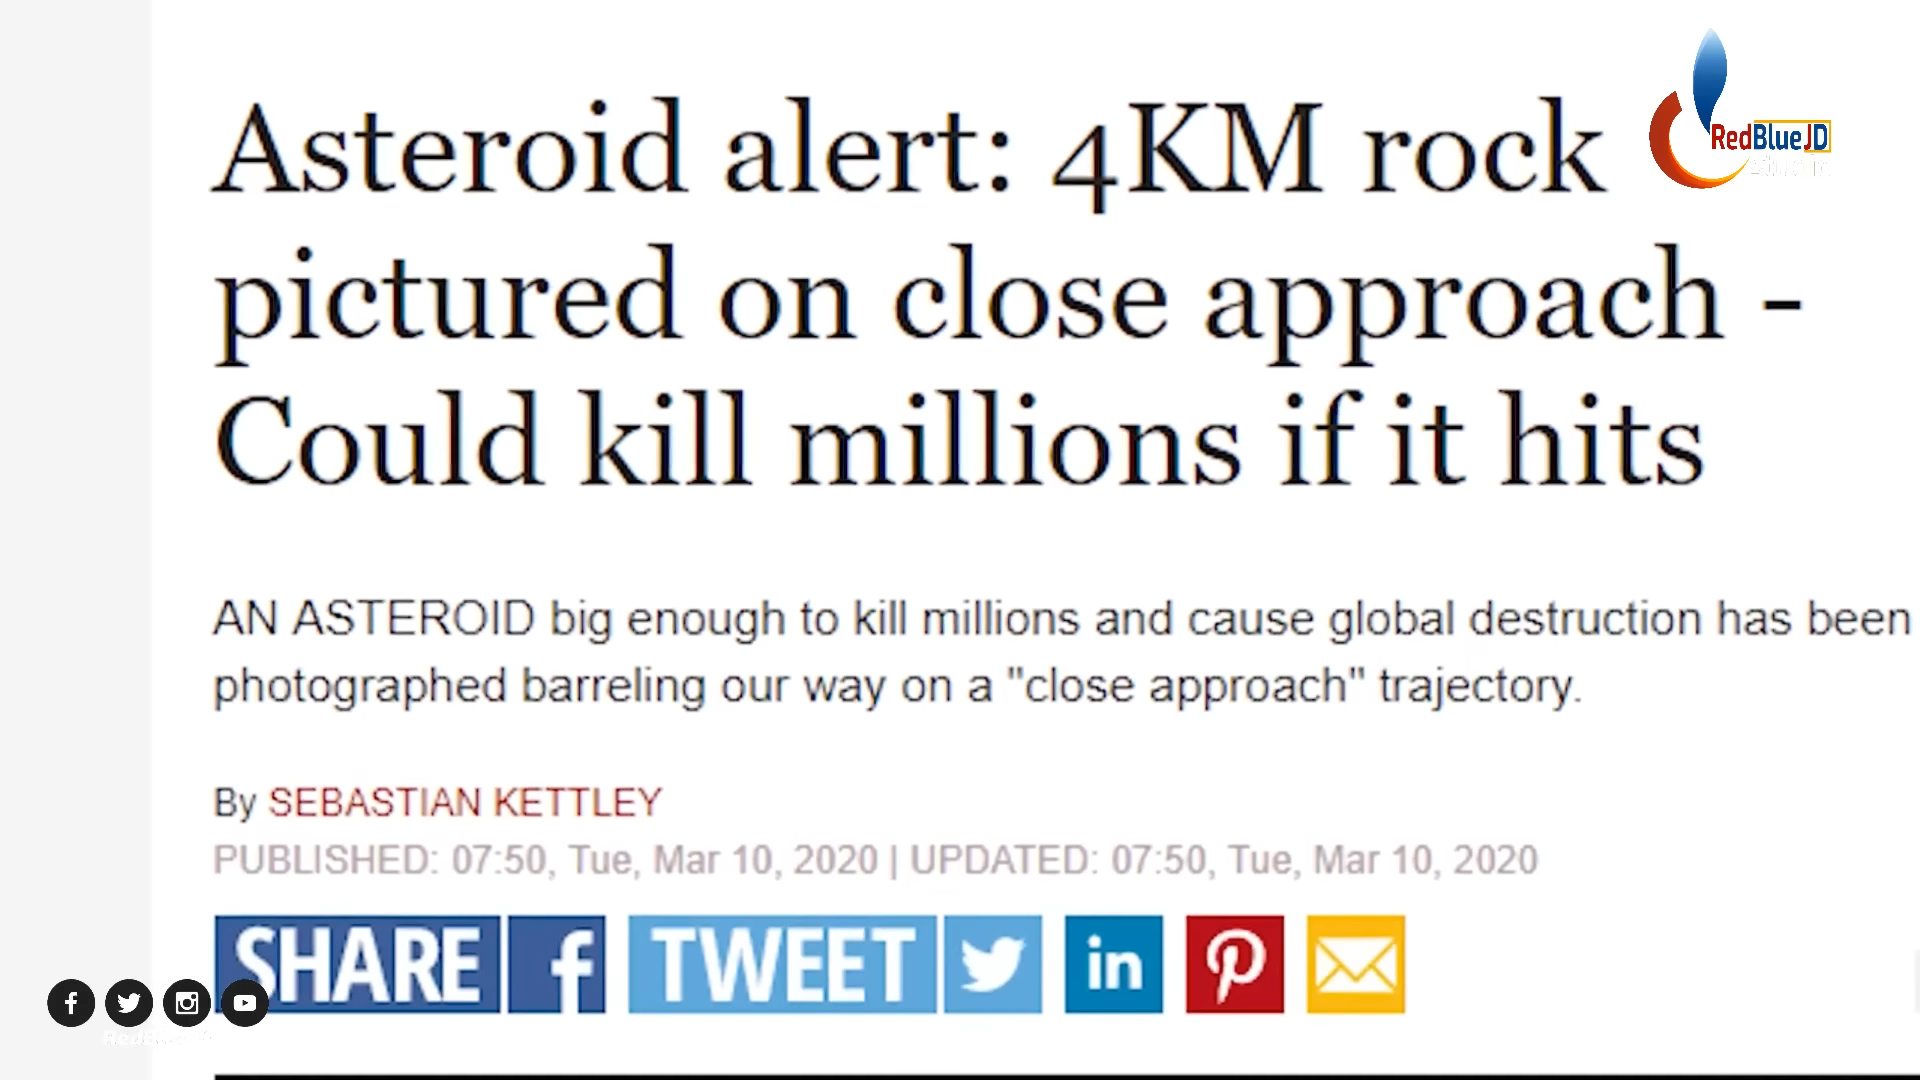 Asteroid alert: 4KM rock
pictured on close approach -
Could kill millions if it hits
RedBlueJD
AN ASTEROID big enough to kill millions and cause global destruction has been
photographed barreling our way on a "close approach" trajectory.
By SEBASTIAN KETTLEY
PUBLISHED: 07:50, Tue, Mar 10, 2020 | UPDATED: 07:50, Tue, Mar 10, 2020
SHARE f TWEET in